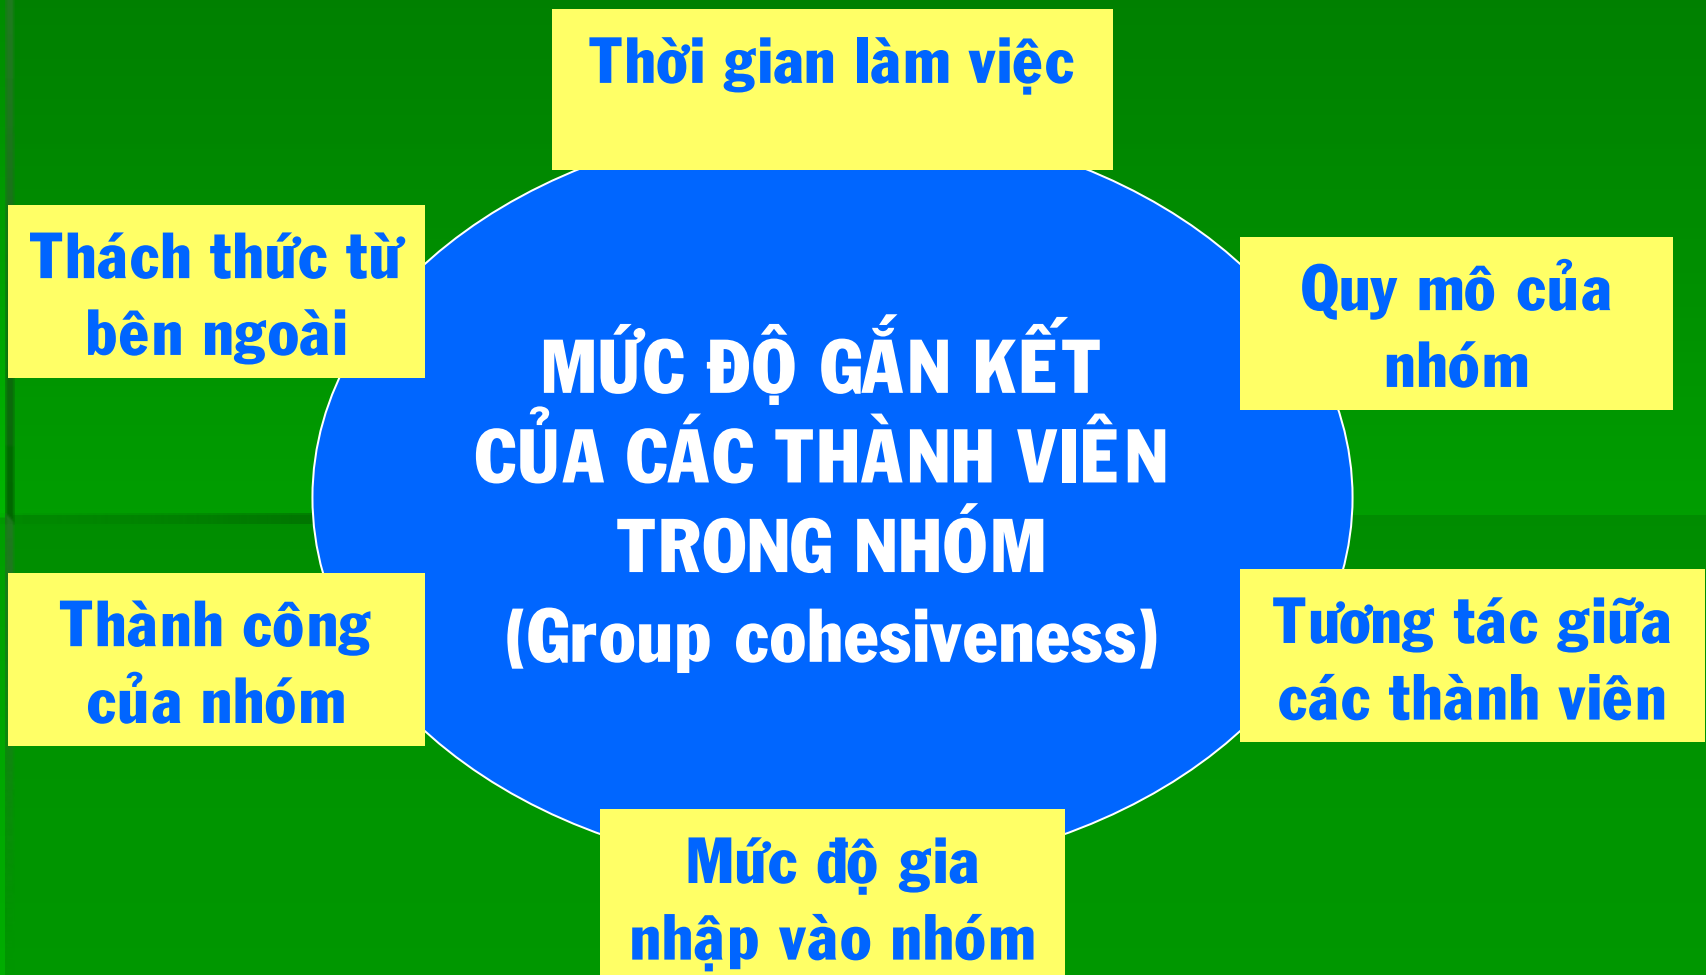 Thời gian làm việc
Thách thức từ
bên ngoài
Quy mô của
nhóm
MỨC ĐỘ GẮN KẾT
CỦA CÁC THÀNH VIÊN
TRONG NHÓM
(Group cohesiveness)
Thành công
của nhóm
Tương tác giữa
các thành viên
Mức độ gia
nhập vào nhóm